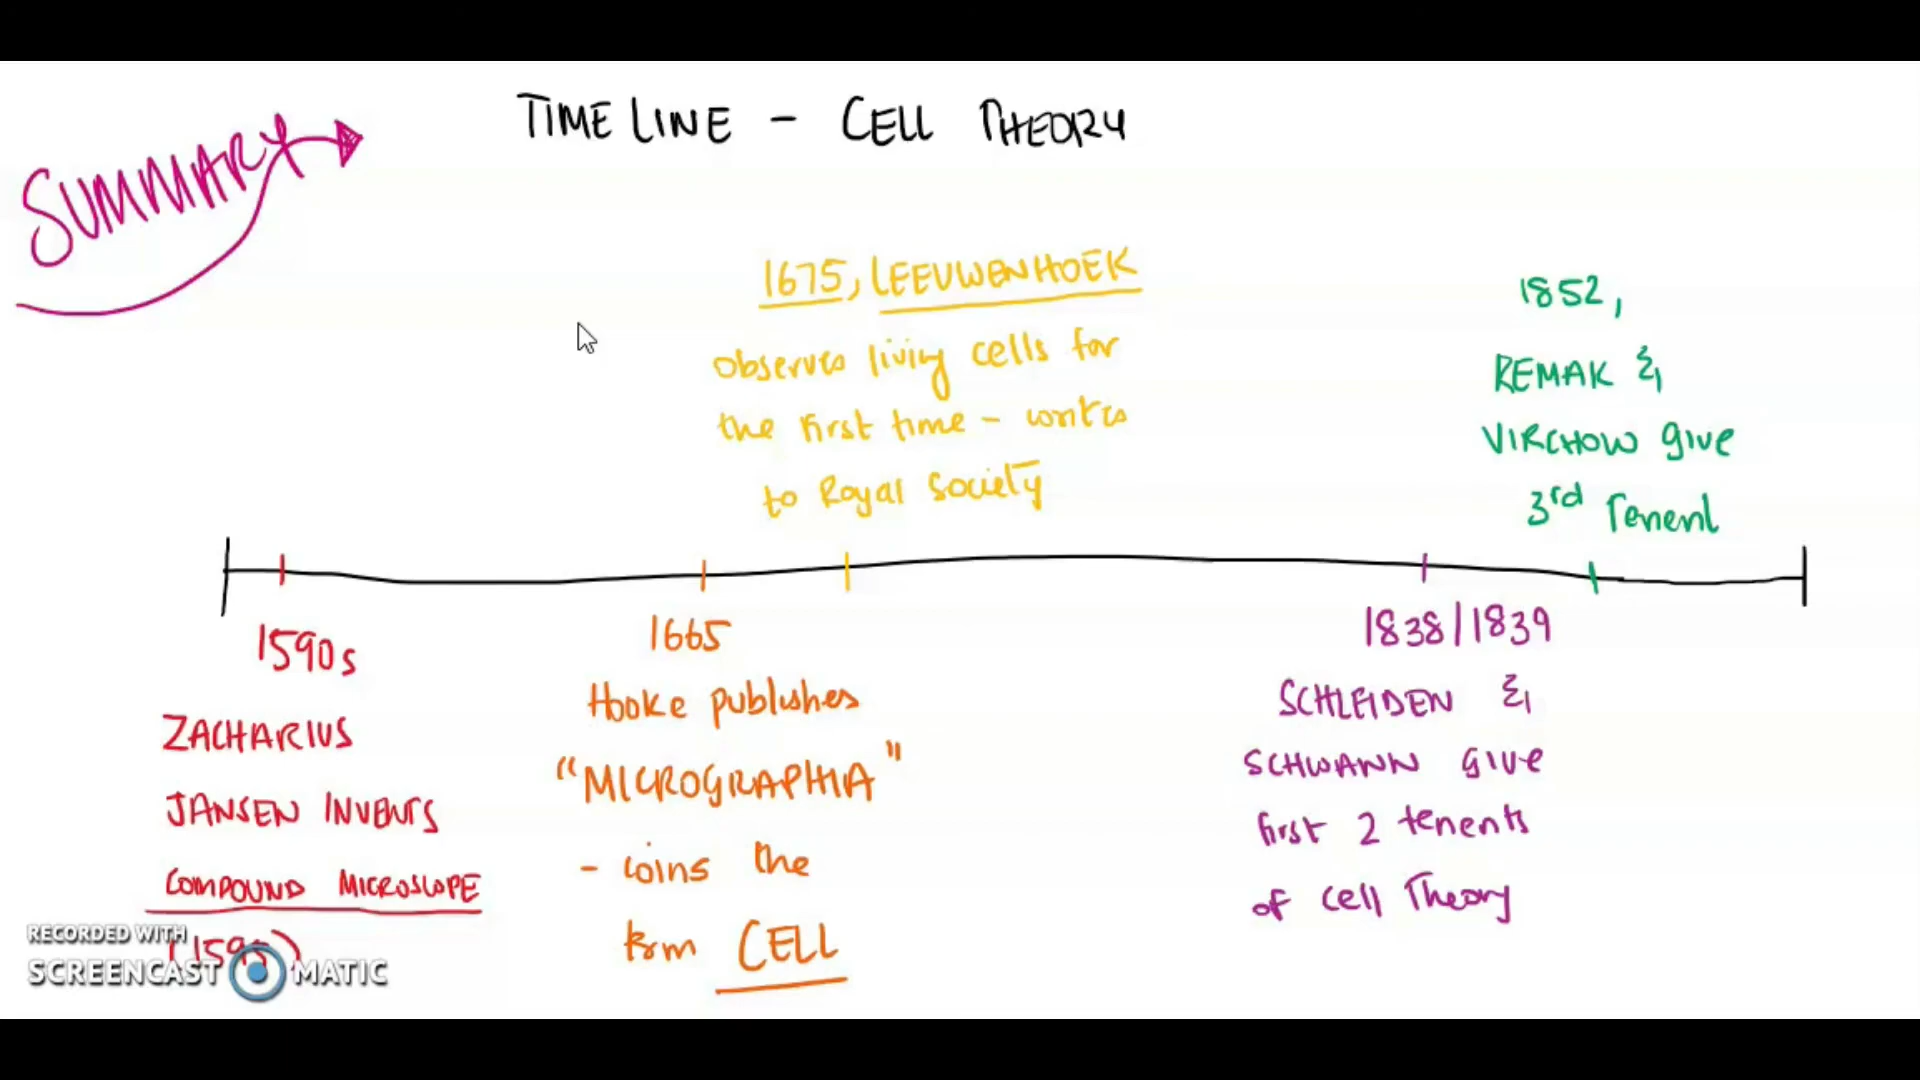 TIMELINE - CELL THEORY
SUMMARY
1675, LEEUWENHOEK
observes living cells for
the first time - writes
to Royal Society
1852,
REMAK &
VIRCHOW give
3rd Tenent
1590s
ZACHARIUS
JANSEN INVENTS
COMPOUND MICROSCOPE
1665
Hooke publishes
"MICROGRAPHIA"
- coins the
term CELL
1838/1839
SCHLEIDEN &
SCHWANN give
first 2 tenents
of Cell Theory
RECORDED WITH
SCREENCAST MATIC